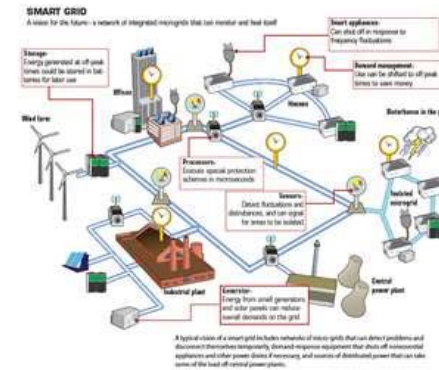 SMART GRID
A vision for the future - a network of integrated microgrids that can monitor and heal itself
Smart appliances:
Can shut off in response to
frequency fluctuations
Demand management:
Use can be shifted to off-peak
times to save money
Storage:
Energy generated at off-peak
times could be stored in bat-
teries for later use
Offices
Houses
Wind farm
Disturbance in the
Processors:
Execute special protection
schemes in microseconds
Sensors:
Detect fluctuations and
disturbances, and can signal
for areas to be isolated
Isolated
microgrid
Industrial plant
Central
power plant
Generator:
Energy from small generators
and solar panels can reduce
overall demands on the grid
A typical vision of a smart grid includes networks of micro-grids that can detect problems and
disconnect themselves temporarily, demand-response equipment that shuts off nonessential
appliances and other power drains if necessary, and sources of distributed power that can take
some of the load off central power plants.